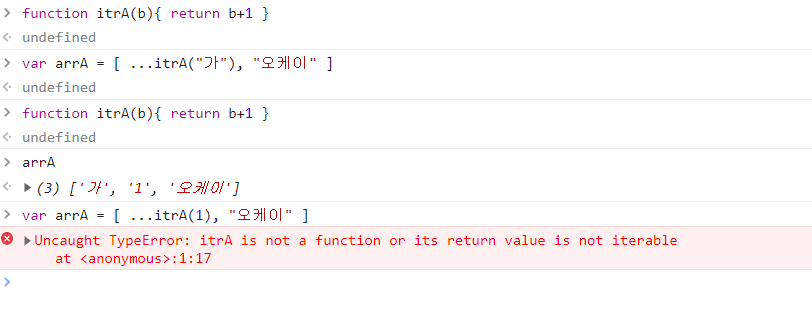 function itrA(b){ return b+1 }
undefined
var arrA = [ ...itrA("가"), "오케이" ]
undefined
function itrA(b){ return b+1 }
undefined
arrA
(3) ['가', '1', '오케이']
var arrA = [ ...itrA(1), "오케이" ]
Uncaught TypeError: itrA is not a function or its return value is not iterable
at <anonymous>:1:17